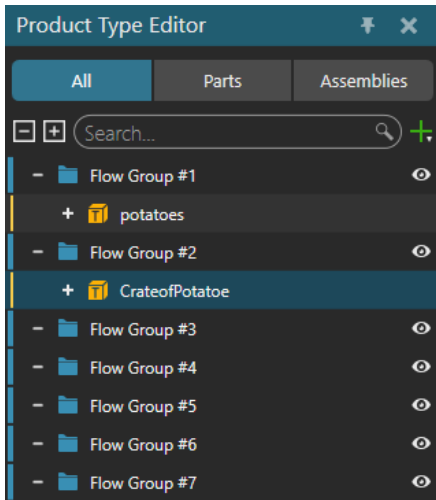 Product Type Editor
All Parts Assemblies
Search...
Flow Group #1
potatoes
Flow Group #2
CrateofPotatoe
Flow Group #3
Flow Group #4
Flow Group #5
Flow Group #6
Flow Group #7